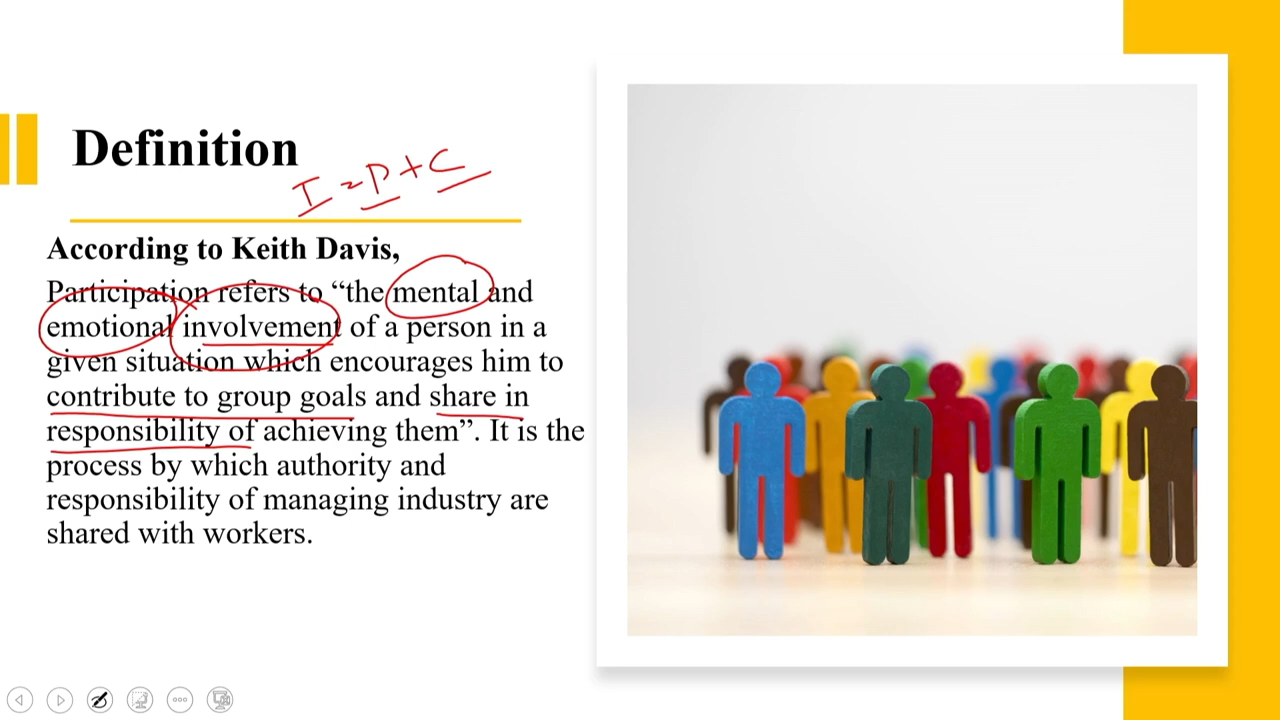 Definition
I = P + C
According to Keith Davis,
Participation refers to “the mental and
emotional involvement of a person in a
given situation which encourages him to
contribute to group goals and share in
responsibility of achieving them”. It is the
process by which authority and
responsibility of managing industry are
shared with workers.